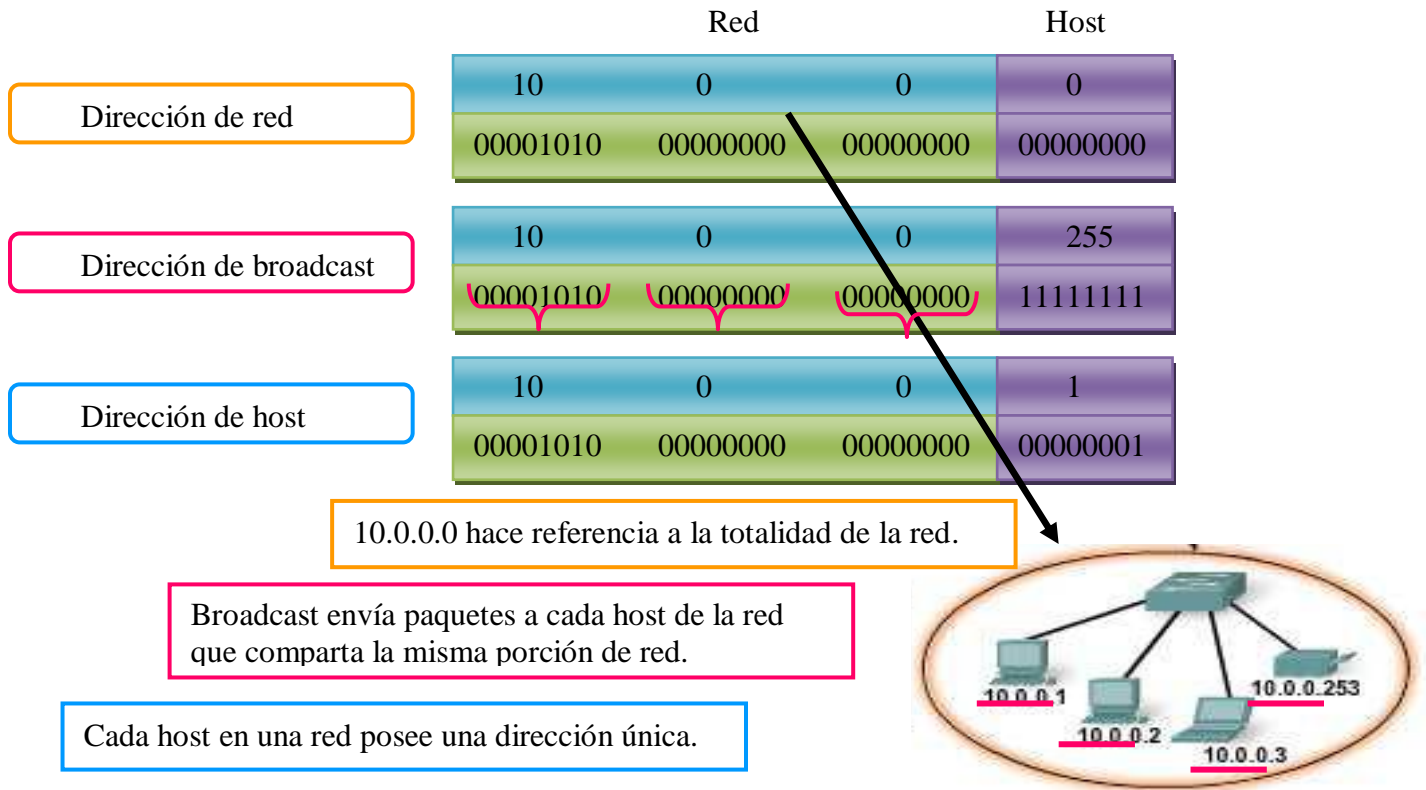 Red Host
Dirección de red
10 0 0 0
00001010 00000000 00000000 00000000
Dirección de broadcast
10 0 0 255
00001010 00000000 00000000 11111111
Dirección de host
10 0 0 1
00001010 00000000 00000000 00000001
10.0.0.0 hace referencia a la totalidad de la red.
Broadcast envía paquetes a cada host de la red
que comparta la misma porción de red.
Cada host en una red posee una dirección única.
10.0.0.1
10.0.0.2
10.0.0.3
10.0.0.253